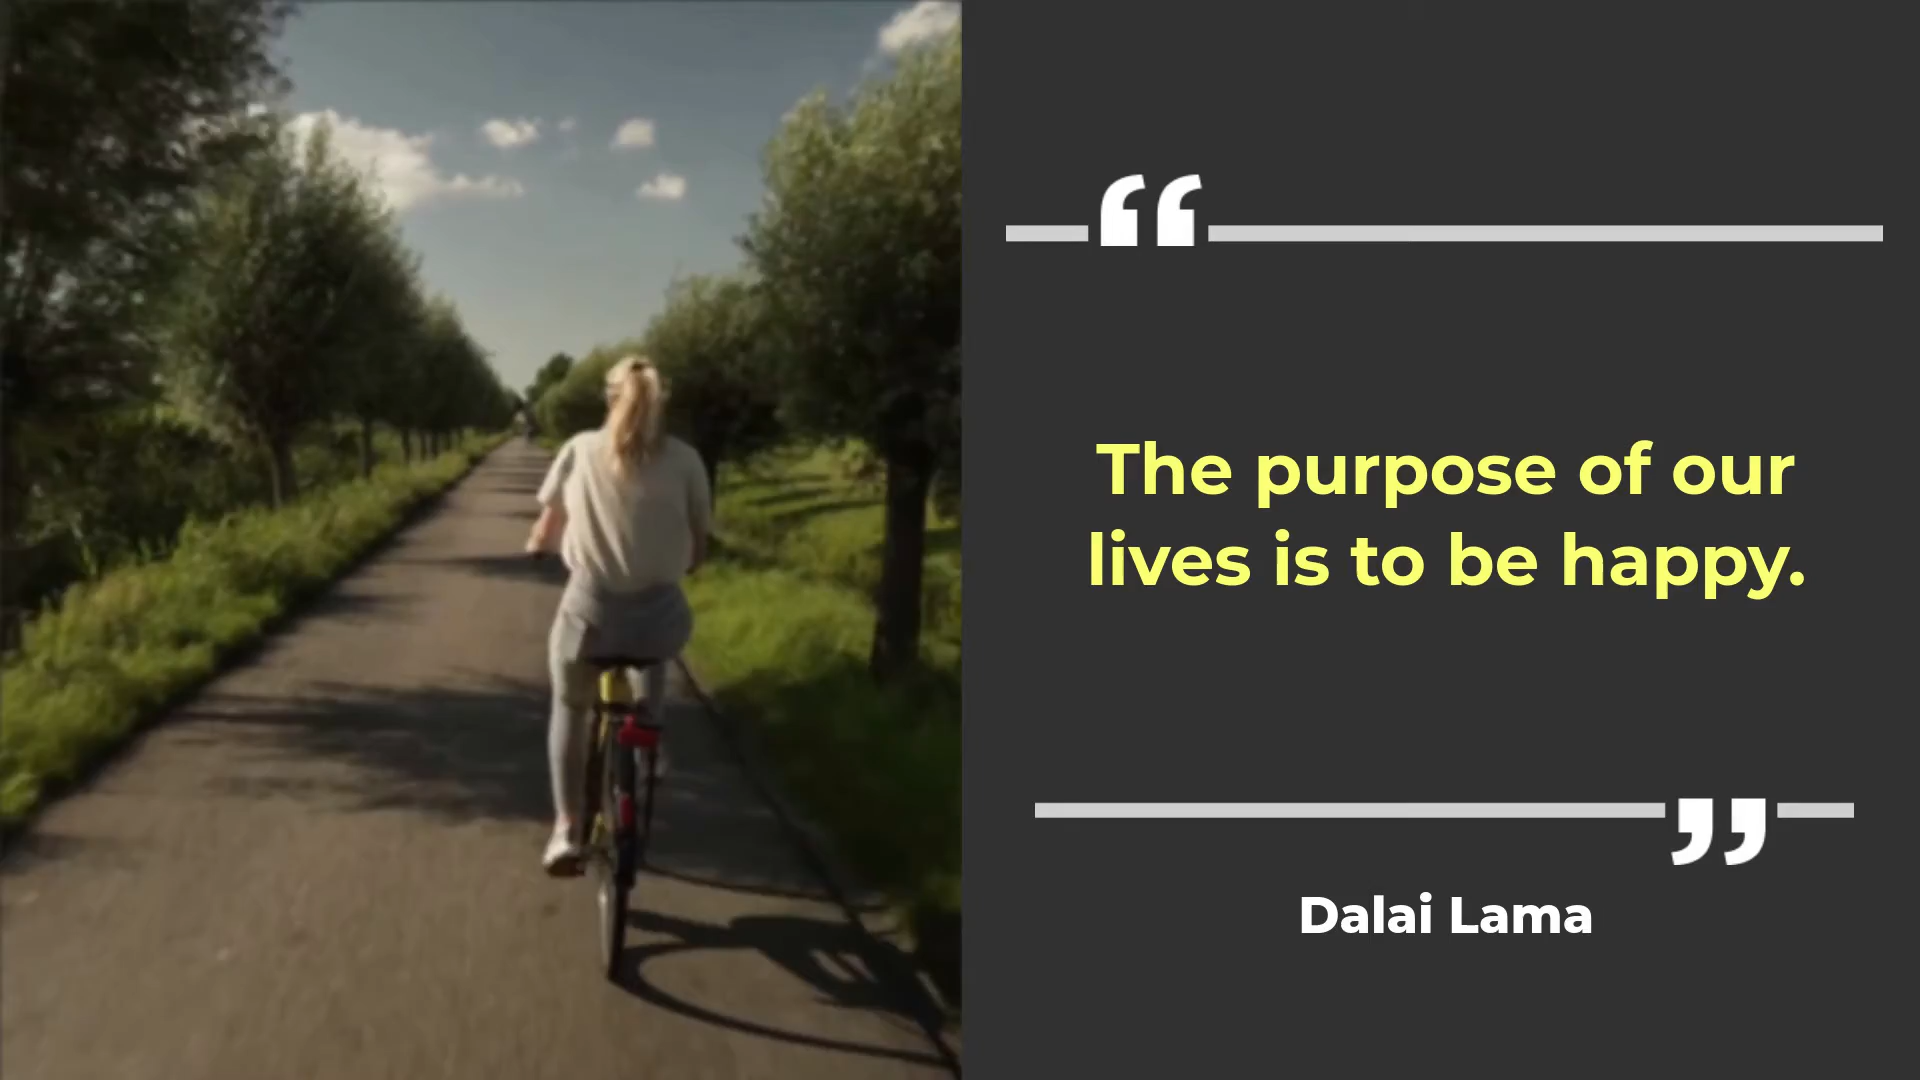 “
The purpose of our
lives is to be happy.
”
Dalai Lama